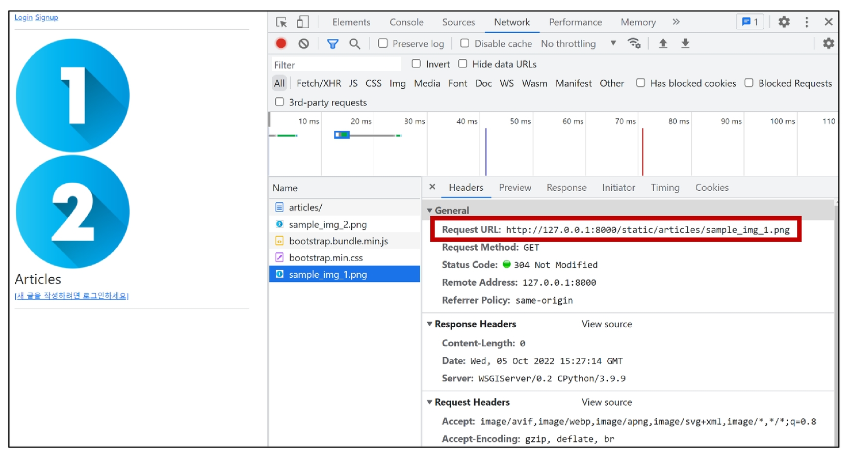 Login Signup
1
2
Articles
[새 글을 작성하려면 로그인하세요]
Elements Console Sources Network Performance Memory » 1
Preserve log Disable cache No throttling
Filter Invert Hide data URLs
All Fetch/XHR JS CSS Img Media Font Doc WS Wasm Manifest Other Has blocked cookies Blocked Requests
3rd-party requests
10 ms 20 ms 30 ms 40 ms 50 ms 60 ms 70 ms 80 ms 90 ms 100 ms 110
Name
articles/
sample_img_2.png
bootstrap.bundle.min.js
bootstrap.min.css
sample_img_1.png
Headers Preview Response Initiator Timing Cookies
General
Request URL: http://127.0.0.1:8000/static/articles/sample_img_1.png
Request Method: GET
Status Code: 304 Not Modified
Remote Address: 127.0.0.1:8000
Referrer Policy: same-origin
Response Headers View source
Content-Length: 0
Date: Wed, 05 Oct 2022 15:27:14 GMT
Server: WSGIServer/0.2 CPython/3.9.9
Request Headers View source
Accept: image/avif,image/webp,image/apng,image/svg+xml,image/*,*/*;q=0.8
Accept-Encoding: gzip, deflate, br